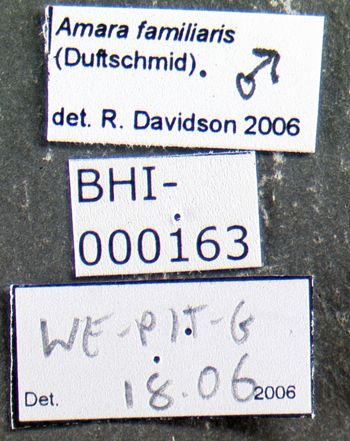 Amara familiaris
(Duftschmid). ♂
det. R. Davidson 2006
BHI-
000163
WE-PIT-G
18.06
Det. 2006